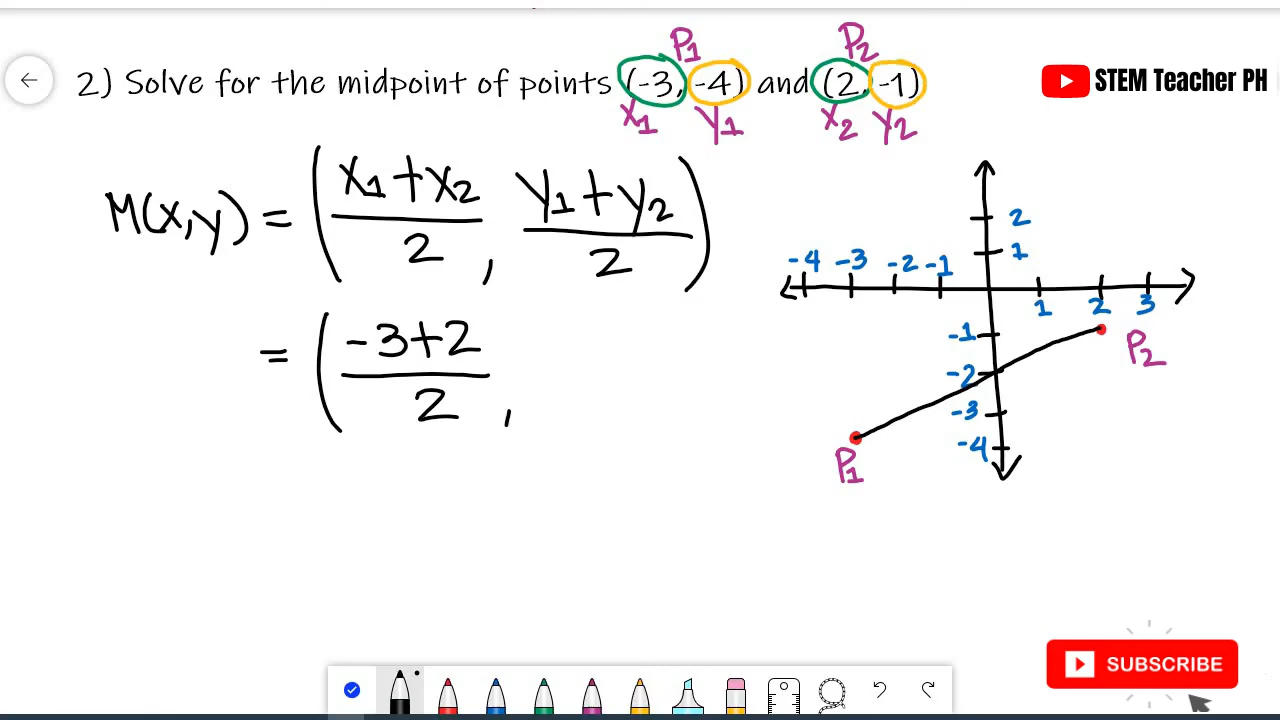 P1 P2
2) Solve for the midpoint of points (-3, -4) and (2, -1)
STEM Teacher PH
X1 Y1 X2 Y2
M(x,y) = (X1+X2/2, Y1+Y2/2)
= (-3+2/2,
2
1
-4 -3 -2 -1
1 2 3
-1
-2
-3
-4
P2
P1
SUBSCRIBE